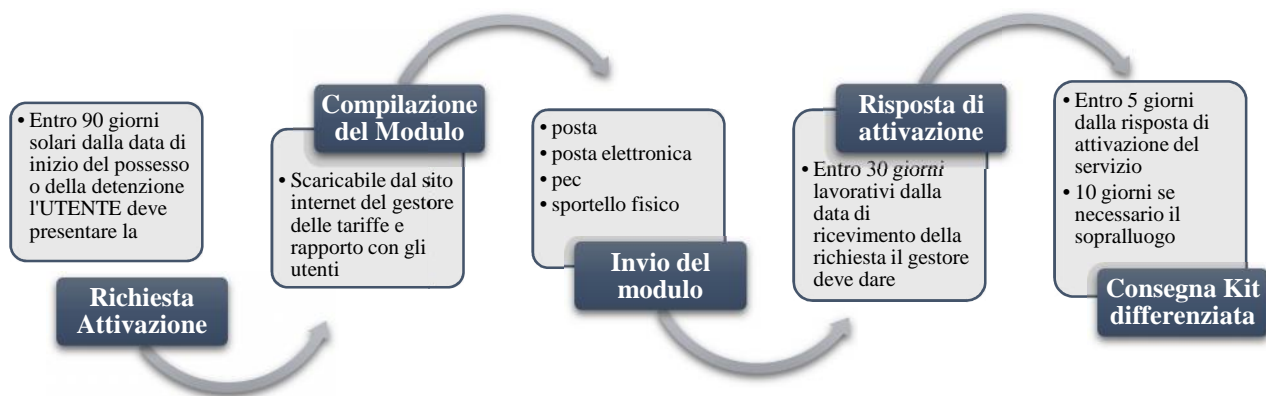 • Entro 90 giorni
solari dalla data di
inizio del possesso
o della detenzione
l'UTENTE deve
presentare la
Richiesta
Attivazione
Compilazione
del Modulo
• Scaricabile dal sito
internet del gestore
delle tariffe e
rapporto con gli
utenti
• posta
• posta elettronica
• pec
• sportello fisico
Invio del
modulo
Risposta di
attivazione
• Entro 30 giorni
lavorativi dalla
data di
ricevimento della
richiesta il gestore
deve dare
• Entro 5 giorni
dalla risposta di
attivazione del
servizio
• 10 giorni se
necessario il
sopralluogo
Consegna Kit
differenziata